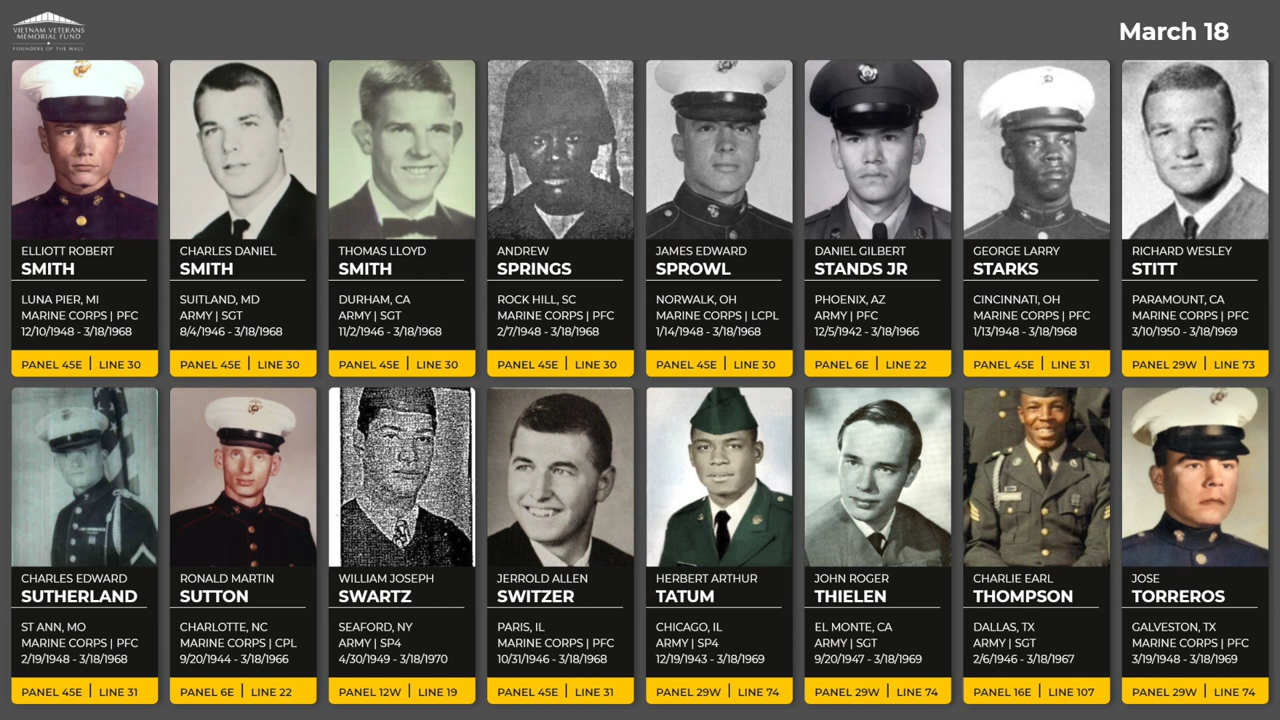 VIETNAM VETERANS
MEMORIAL FUND
FOUNDERS OF THE WALL
March 18
ELLIOTT ROBERT
SMITH
LUNA PIER, MI
MARINE CORPS | PFC
12/10/1948 - 3/18/1968
PANEL 45E | LINE 30
CHARLES DANIEL
SMITH
SUITLAND, MD
ARMY | SGT
8/4/1946 - 3/18/1968
PANEL 45E | LINE 30
THOMAS LLOYD
SMITH
DURHAM, CA
ARMY | SGT
11/2/1946 - 3/18/1968
PANEL 45E | LINE 30
ANDREW
SPRINGS
ROCK HILL, SC
MARINE CORPS | PFC
2/7/1948 - 3/18/1968
PANEL 45E | LINE 30
JAMES EDWARD
SPROWL
NORWALK, OH
MARINE CORPS | LCPL
1/14/1948 - 3/18/1968
PANEL 45E | LINE 30
DANIEL GILBERT
STANDS JR
PHOENIX, AZ
ARMY | PFC
12/5/1942 - 3/18/1966
PANEL 6E | LINE 22
GEORGE LARRY
STARKS
CINCINNATI, OH
MARINE CORPS | PFC
1/13/1948 - 3/18/1968
PANEL 45E | LINE 31
RICHARD WESLEY
STITT
PARAMOUNT, CA
MARINE CORPS | PFC
3/10/1950 - 3/18/1969
PANEL 29W | LINE 73
CHARLES EDWARD
SUTHERLAND
ST ANN, MO
MARINE CORPS | PFC
2/19/1948 - 3/18/1968
PANEL 45E | LINE 31
RONALD MARTIN
SUTTON
CHARLOTTE, NC
MARINE CORPS | CPL
9/20/1944 - 3/18/1966
PANEL 6E | LINE 22
WILLIAM JOSEPH
SWARTZ
SEAFORD, NY
ARMY | SP4
4/30/1949 - 3/18/1970
PANEL 12W | LINE 19
JERROLD ALLEN
SWITZER
PARIS, IL
MARINE CORPS | PFC
10/31/1946 - 3/18/1968
PANEL 45E | LINE 31
HERBERT ARTHUR
TATUM
CHICAGO, IL
ARMY | SP4
12/19/1943 - 3/18/1969
PANEL 29W | LINE 74
JOHN ROGER
THIELEN
EL MONTE, CA
ARMY | SGT
9/20/1947 - 3/18/1969
PANEL 29W | LINE 74
CHARLIE EARL
THOMPSON
DALLAS, TX
ARMY | SGT
2/6/1946 - 3/18/1967
PANEL 16E | LINE 107
JOSE
TORREROS
GALVESTON, TX
MARINE CORPS | PFC
3/19/1948 - 3/18/1969
PANEL 29W | LINE 74